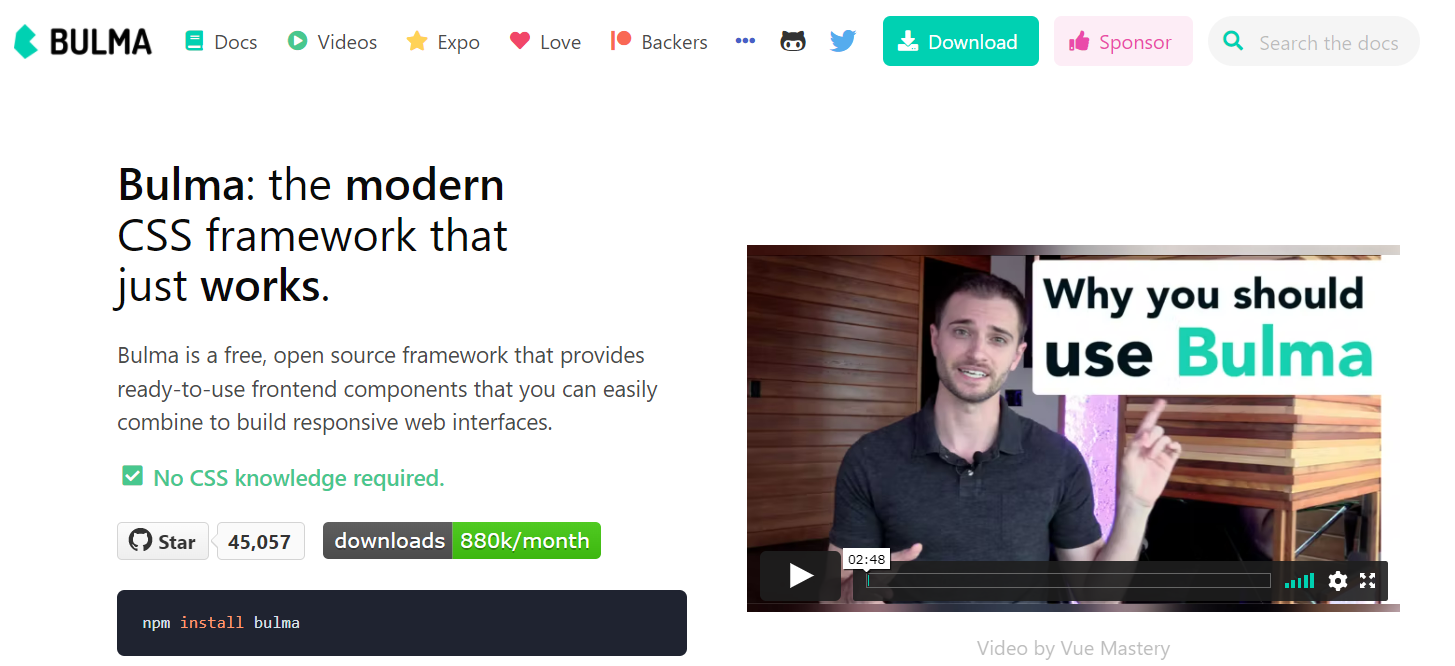 BULMA
Docs
Videos
Expo
Love
Backers
Download
Sponsor
Search the docs
Bulma: the modern
CSS framework that
just works.
Bulma is a free, open source framework that provides
ready-to-use frontend components that you can easily
combine to build responsive web interfaces.
No CSS knowledge required.
Star
45,057
downloads 880k/month
npm install bulma
Why you should
use Bulma
02:48
Video by Vue Mastery